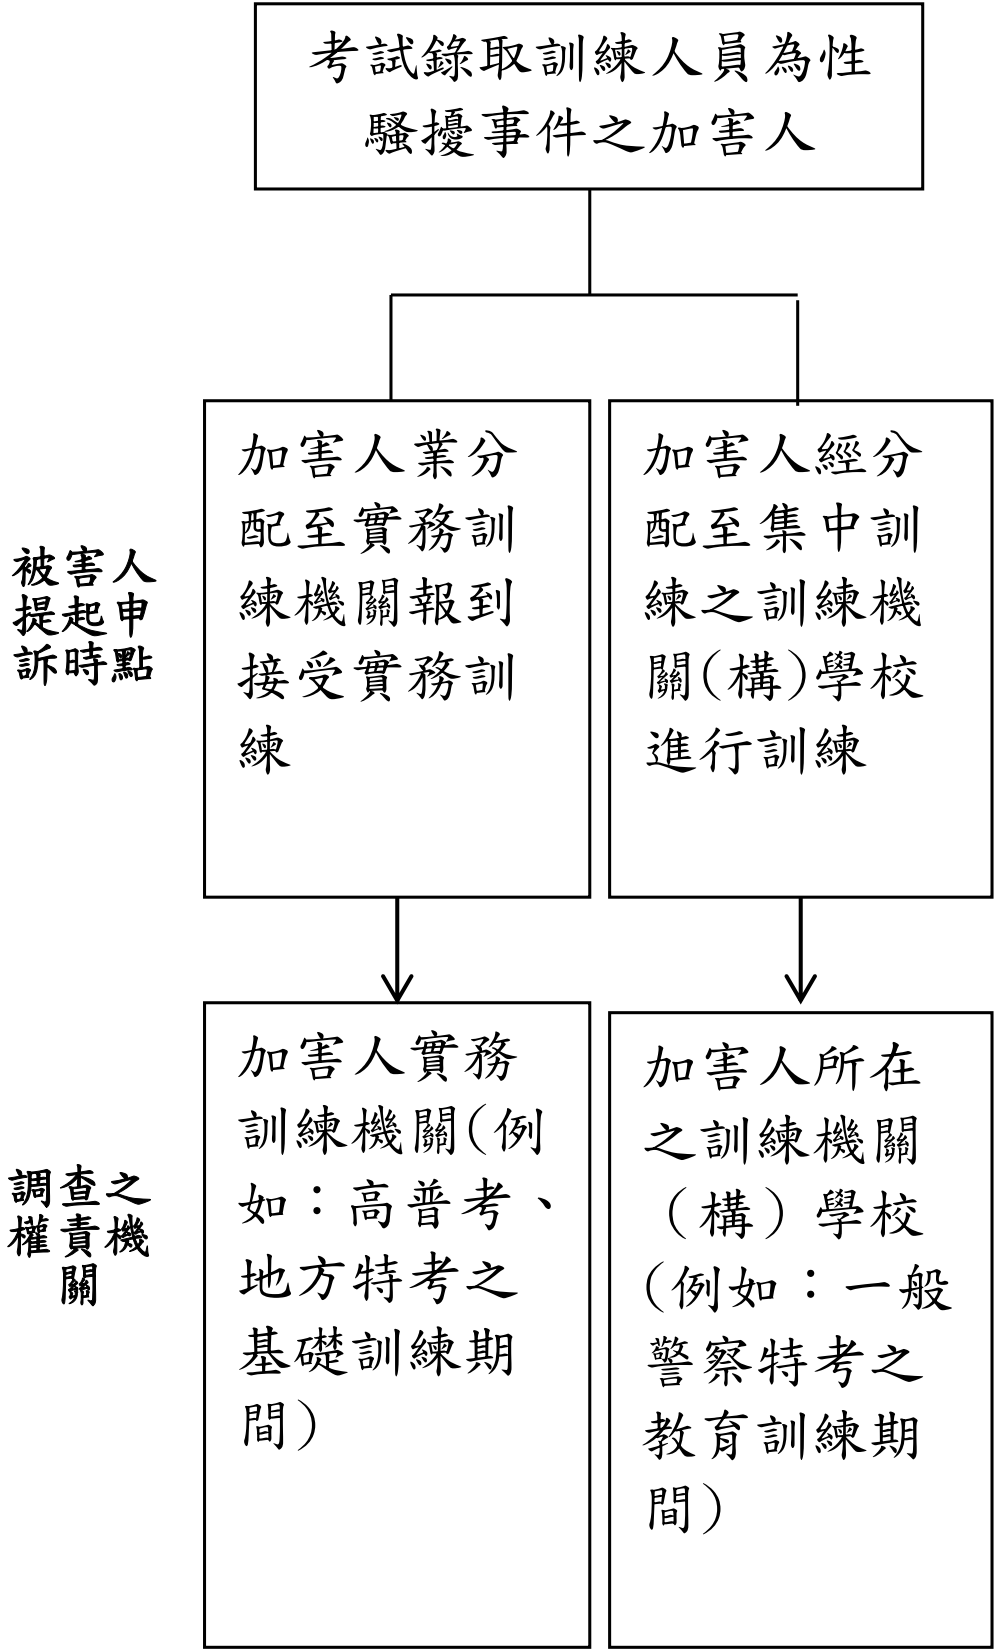 考試錄取訓練人員為性
騷擾事件之加害人
被害人
提起申
訴時點
加害人業分
配至實務訓
練機關報到
接受實務訓
練
加害人經分
配至集中訓
練之訓練機
關(構)學校
進行訓練
調查之
權責機
關
加害人實務
訓練機關(例
如：高普考、
地方特考之
基礎訓練期
間)
加害人所在
之訓練機關
（構）學校
(例如：一般
警察特考之
教育訓練期
間)